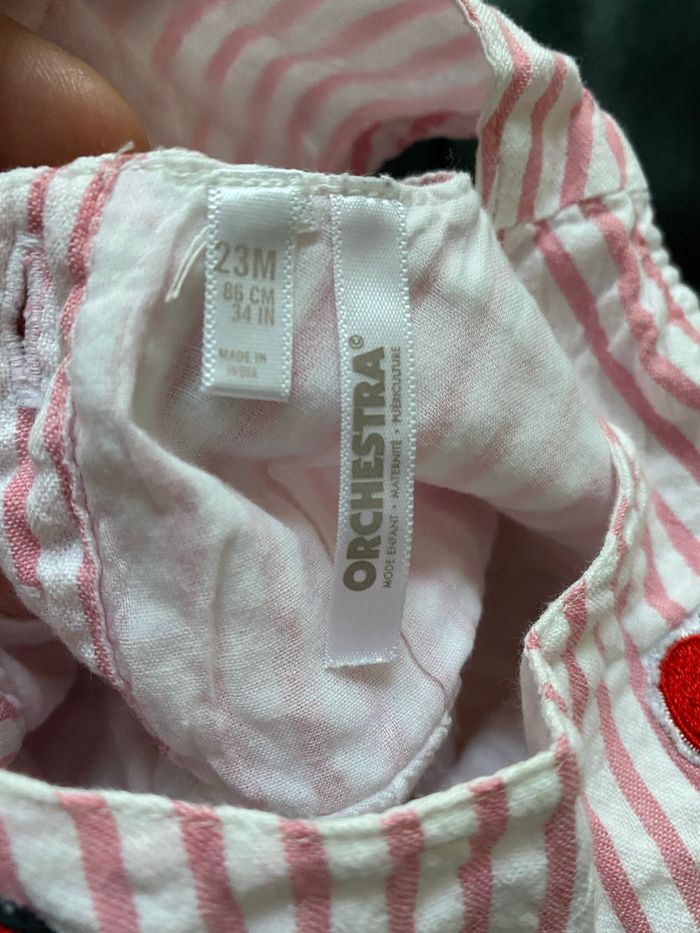 23M
86 CM
34 IN
MADE IN
INDIA
ORCHESTRA©
MODE ENFANT • MATERNITÉ • PUÉRICULTURE